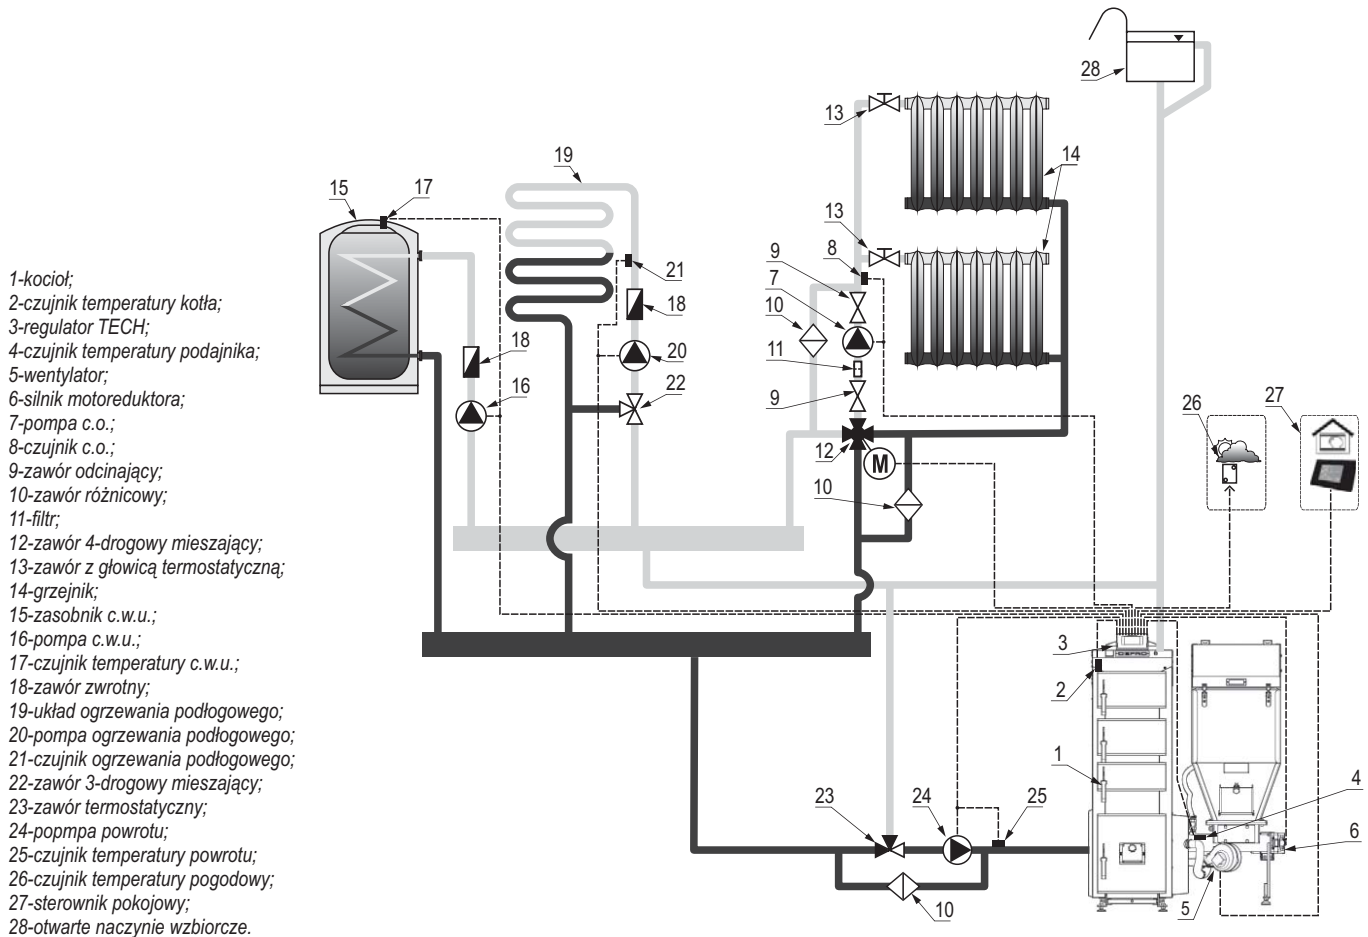 28
13
19
14
15
17
13
8
9
21
7
18
10
1-kocioł;
2-czujnik temperatury kotła;
3-regulator TECH;
4-czujnik temperatury podajnika;
5-wentylator;
6-silnik motoreduktora;
7-pompa c.o.;
8-czujnik c.o.;
9-zawór odcinający;
10-zawór różnicowy;
11-filtr;
12-zawór 4-drogowy mieszający;
13-zawór z głowicą termostatyczną;
14-grzejnik;
15-zasobnik c.w.u.;
16-pompa c.w.u.;
17-czujnik temperatury c.w.u.;
18-zawór zwrotny;
19-układ ogrzewania podłogowego;
20-pompa ogrzewania podłogowego;
21-czujnik ogrzewania podłogowego;
22-zawór 3-drogowy mieszający;
23-zawór termostatyczny;
24-popmpa powrotu;
25-czujnik temperatury powrotu;
26-czujnik temperatury pogodowy;
27-sterownik pokojowy;
28-otwarte naczynie wzbiorcze.
18
20
11
16
22
9
26
27
12
M
10
3
DEFRO
2
1
23
24
25
4
6
10
5